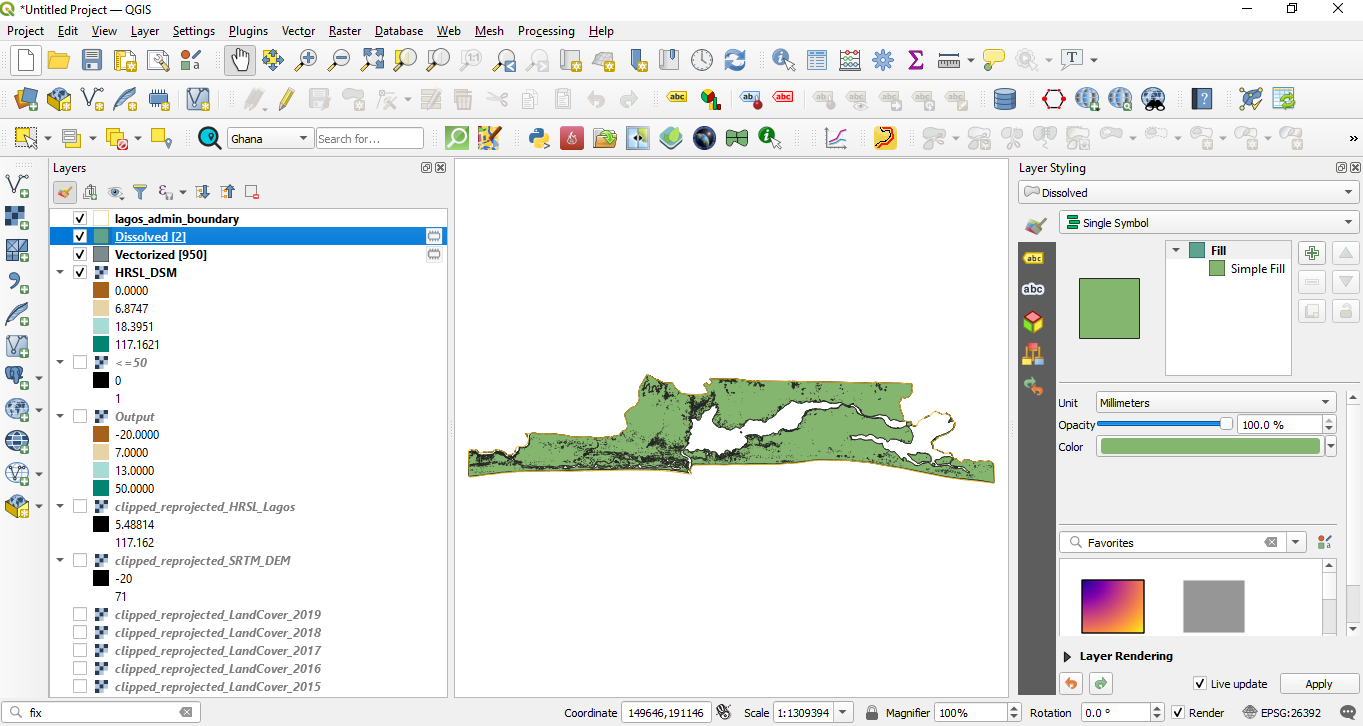 *Untitled Project — QGIS
Project Edit View Layer Settings Plugins Vector Raster Database Web Mesh Processing Help
1:1
T
abc abc abc
Ghana Search for... »
Layers Layer Styling
lagos_admin_boundary
Dissolved [2]
Vectorized [950]
HRSL_DSM
0.0000
6.8747
18.3951
117.1621
<=50
0
1
Output
-20.0000
7.0000
13.0000
50.0000
clipped_reprojected_HRSL_Lagos
5.48814
117.162
clipped_reprojected_SRTM_DEM
-20
71
clipped_reprojected_LandCover_2019
clipped_reprojected_LandCover_2018
clipped_reprojected_LandCover_2017
clipped_reprojected_LandCover_2016
clipped_reprojected_LandCover_2015
Dissolved
Single Symbol
abc
abc
Fill
Simple Fill
Unit Millimeters
Opacity 100.0 %
Color
Favorites
Layer Rendering
Live update Apply
fix Coordinate 149646,191146 Scale 1:1309394 Magnifier 100% Rotation 0.0 ° Render EPSG:26392